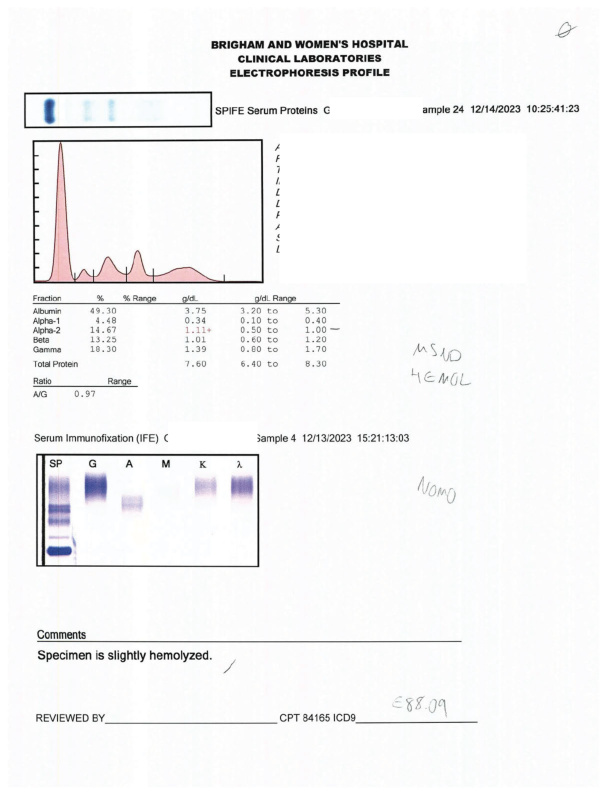 BRIGHAM AND WOMEN'S HOSPITAL
CLINICAL LABORATORIES
ELECTROPHORESIS PROFILE
SPIFE Serum Proteins G ample 24 12/14/2023 10:25:41:23
Fraction % % Range g/dL g/dL Range
Albumin 49.30 3.75 3.20 to 5.30
Alpha-1 4.48 0.34 0.10 to 0.40
Alpha-2 14.67 1.11+ 0.50 to 1.00 —
Beta 13.25 1.01 0.60 to 1.20
Gamma 18.30 1.39 0.80 to 1.70
Total Protein 7.60 6.40 to 8.30
MSND
4EMGL
Ratio Range
A/G 0.97
Serum Immunofixation (IFE) Sample 4 12/13/2023 15:21:13:03
SP G A M K λ
NOMO
Comments
Specimen is slightly hemolyzed.
E88.09
REVIEWED BY CPT 84165 ICD9